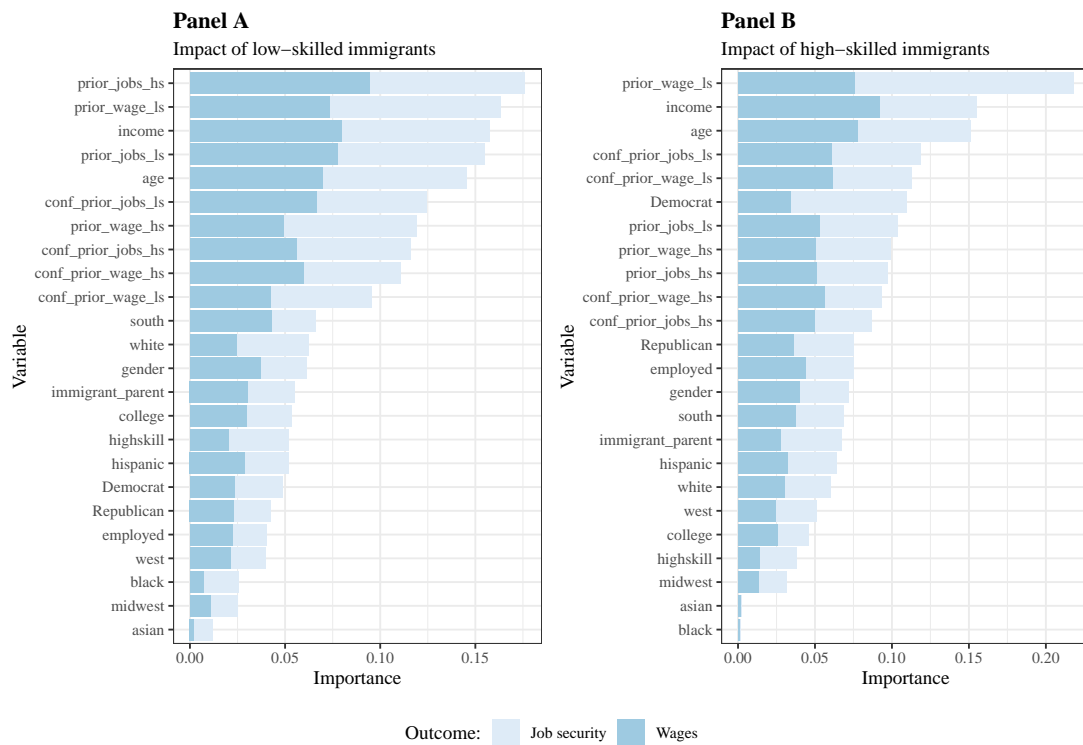 Panel A
Impact of low−skilled immigrants
Variable
prior_jobs_hs
prior_wage_ls
income
prior_jobs_ls
age
conf_prior_jobs_ls
prior_wage_hs
conf_prior_jobs_hs
conf_prior_wage_hs
conf_prior_wage_ls
south
white
gender
immigrant_parent
college
highskill
hispanic
Democrat
Republican
employed
west
black
midwest
asian
0.00 0.05 0.10 0.15
Importance
Panel B
Impact of high−skilled immigrants
Variable
prior_wage_ls
income
age
conf_prior_jobs_ls
conf_prior_wage_ls
Democrat
prior_jobs_ls
prior_wage_hs
prior_jobs_hs
conf_prior_wage_hs
conf_prior_jobs_hs
Republican
employed
gender
south
immigrant_parent
hispanic
white
west
college
highskill
midwest
asian
black
0.00 0.05 0.10 0.15 0.20
Importance
Outcome: Job security Wages